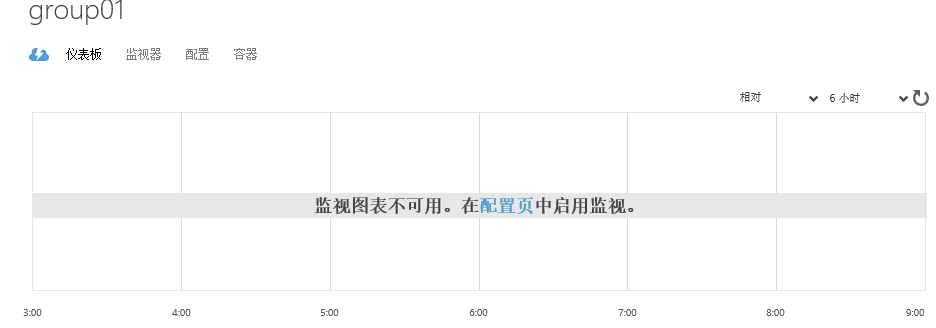 group01
仪表板 监视器 配置 容器
相对 6 小时
监视图表不可用。在配置页中启用监视。
3:00 4:00 5:00 6:00 7:00 8:00 9:00